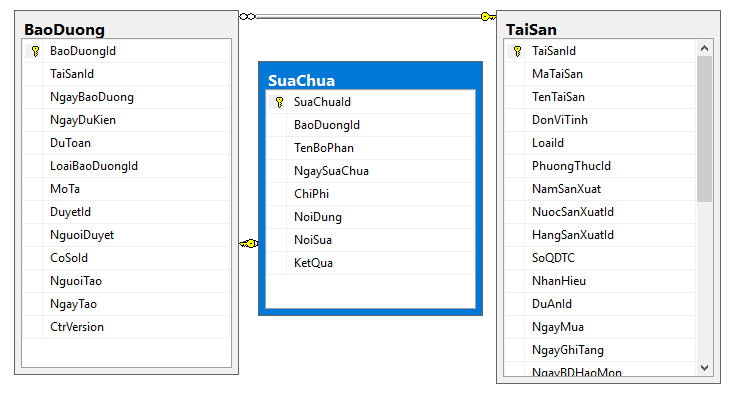 BaoDuong
BaoDuongId
TaiSanId
NgayBaoDuong
NgayDuKien
DuToan
LoaiBaoDuongId
MoTa
DuyetId
NguoiDuyet
CoSoId
NguoiTao
NgayTao
CtrVersion
SuaChua
SuaChuaId
BaoDuongId
TenBoPhan
NgaySuaChua
ChiPhi
NoiDung
NoiSua
KetQua
TaiSan
TaiSanId
MaTaiSan
TenTaiSan
DonViTinh
LoaiId
PhuongThucId
NamSanXuat
NuocSanXuatId
HangSanXuatId
SoQDTC
NhanHieu
DuAnId
NgayMua
NgayGhiTang
NgayBDHaoMon